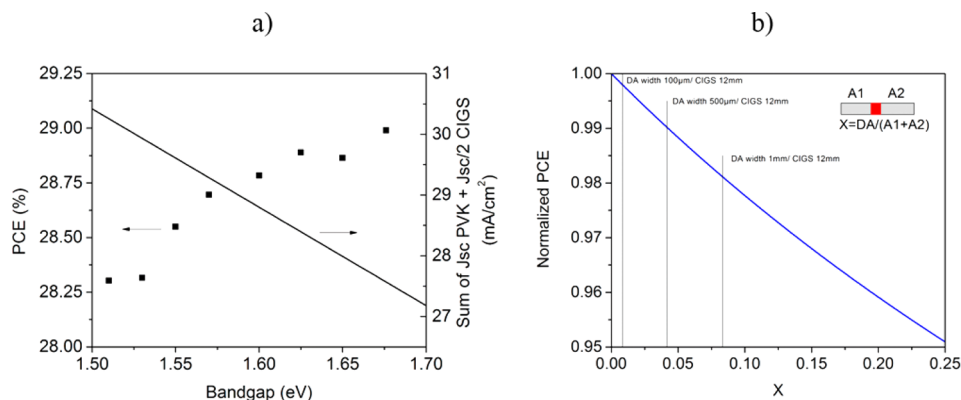 a)
29.25
29.00
28.75
28.50
28.25
28.00
PCE (%)
1.50
1.55
1.60
1.65
1.70
Bandgap (eV)
31
30
29
28
27
Sum of Jsc PVK + Jsc/2 CIGS
(mA/cm²)
b)
1.00
0.99
0.98
0.97
0.96
0.95
Normalized PCE
DA width 100µm/ CIGS 12mm
DA width 500µm/ CIGS 12mm
DA width 1mm/ CIGS 12mm
A1 A2
X=DA/(A1+A2)
0.00
0.05
0.10
0.15
0.20
0.25
X